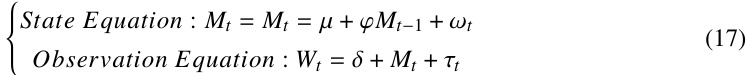 State Equation : M_t = M_t = μ + φM_{t−1} + ω_t
Observation Equation : W_t = δ + M_t + τ_t
(17)